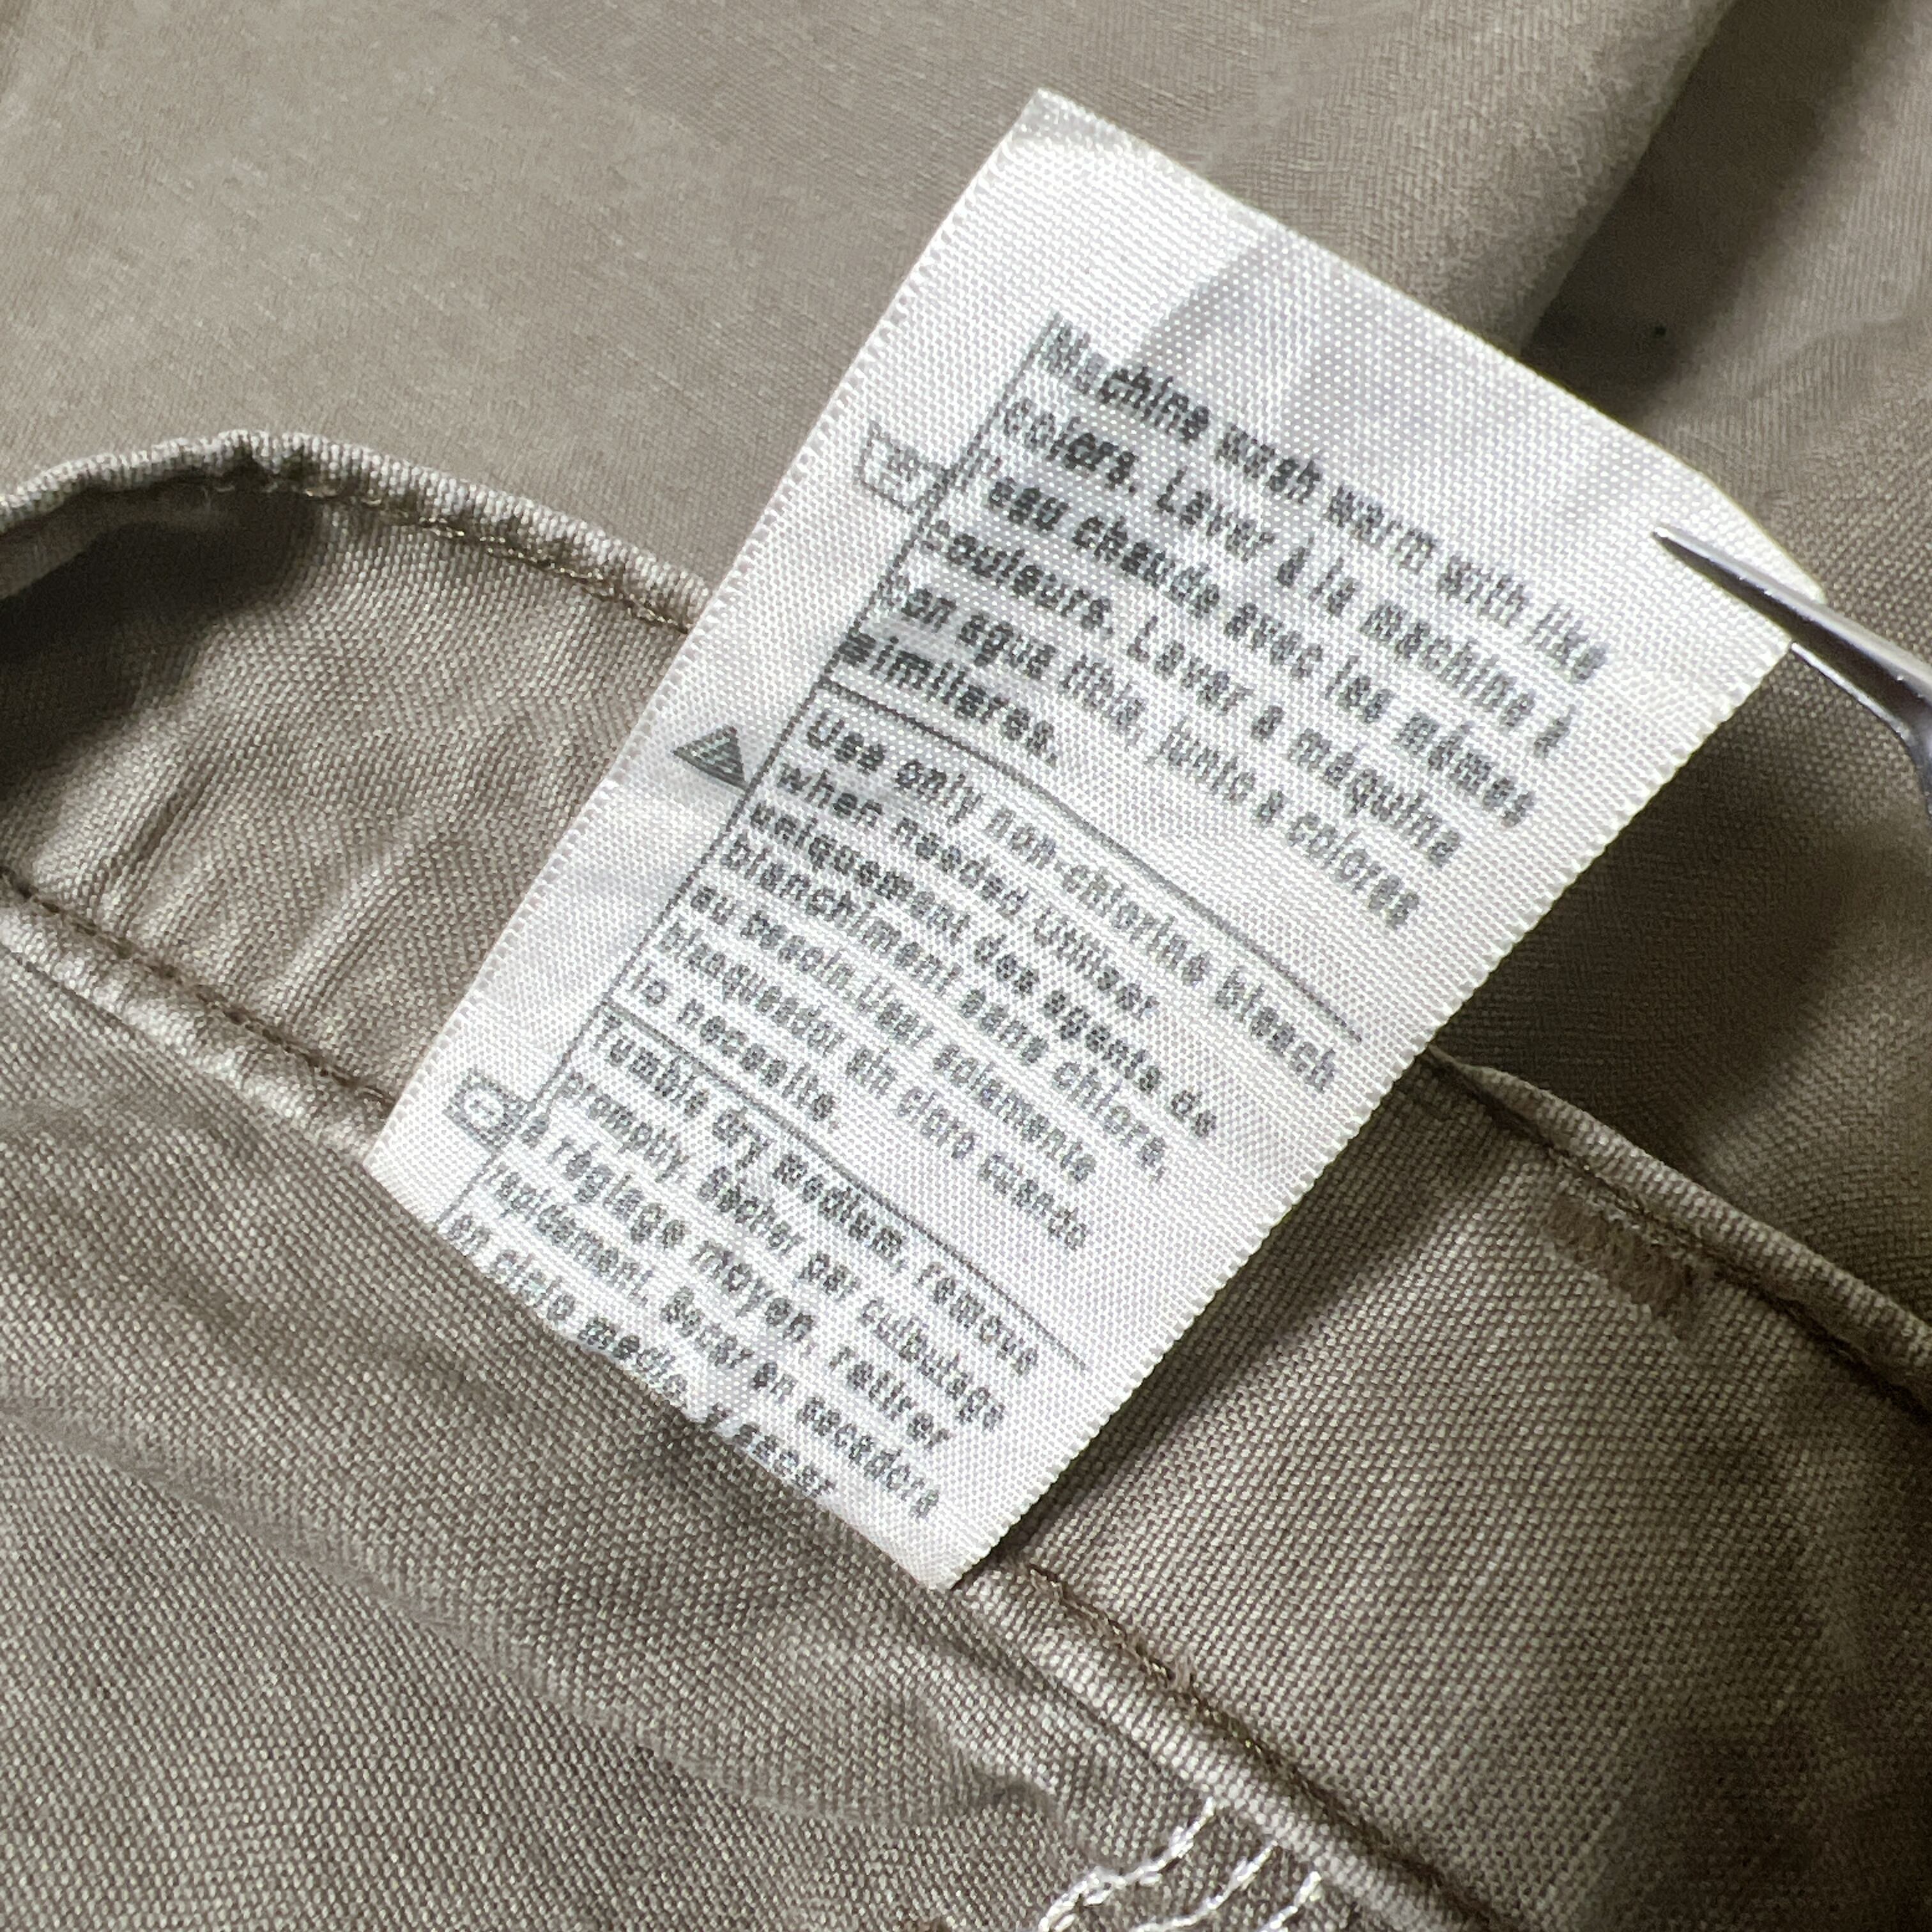 Machine wash warm with like
colors. Laver à la machine à
l'eau chaude avec les mêmes
couleurs. Lavar a maquina
con agua tibia, junto a colores
similares.
Use only non-chlorine bleach
when needed. Utiliser
uniquement des agents de
blanchiment sans chlore,
au besoin. Usar solamente
blanqueador sin cloro cuando
lo necesite.
Tumble dry medium, remove
promptly. Sécher par culbutage
à réglage moyen, retirer
rapidement. Secar en secadora
en ciclo medio, y sacar